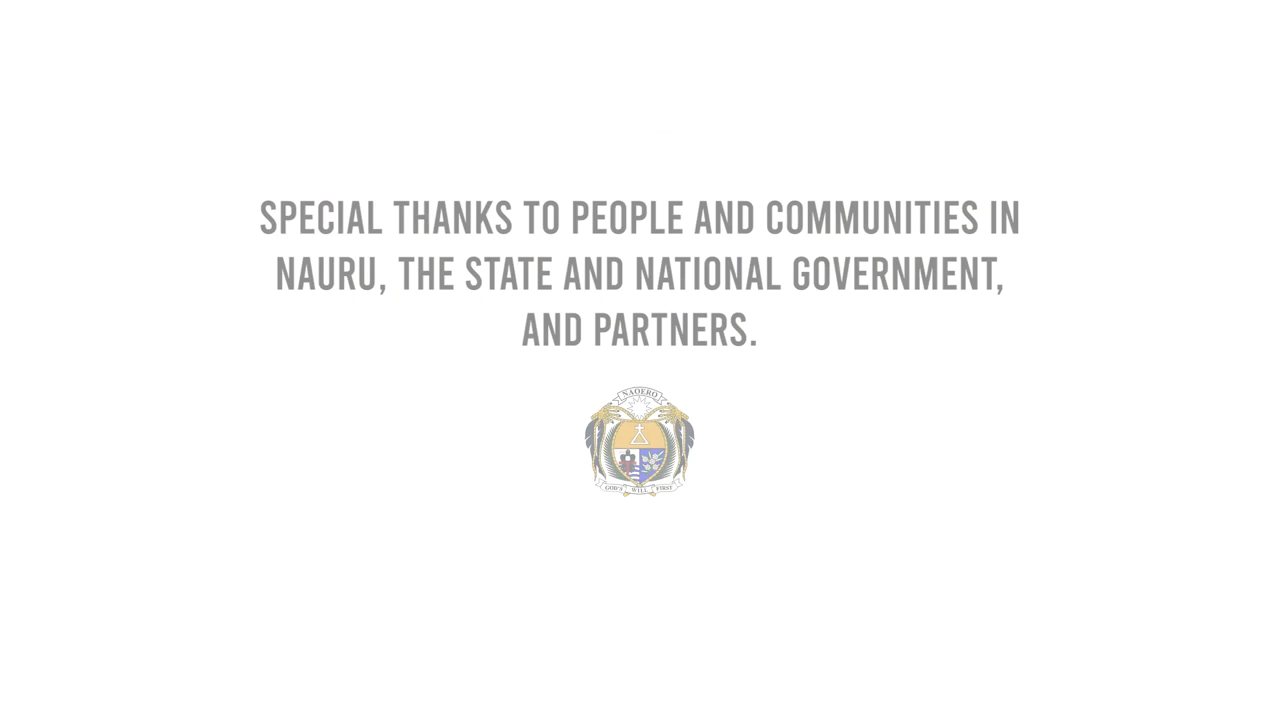 SPECIAL THANKS TO PEOPLE AND COMMUNITIES IN
NAURU, THE STATE AND NATIONAL GOVERNMENT,
AND PARTNERS.
NAOERO
GOD'S WILL FIRST